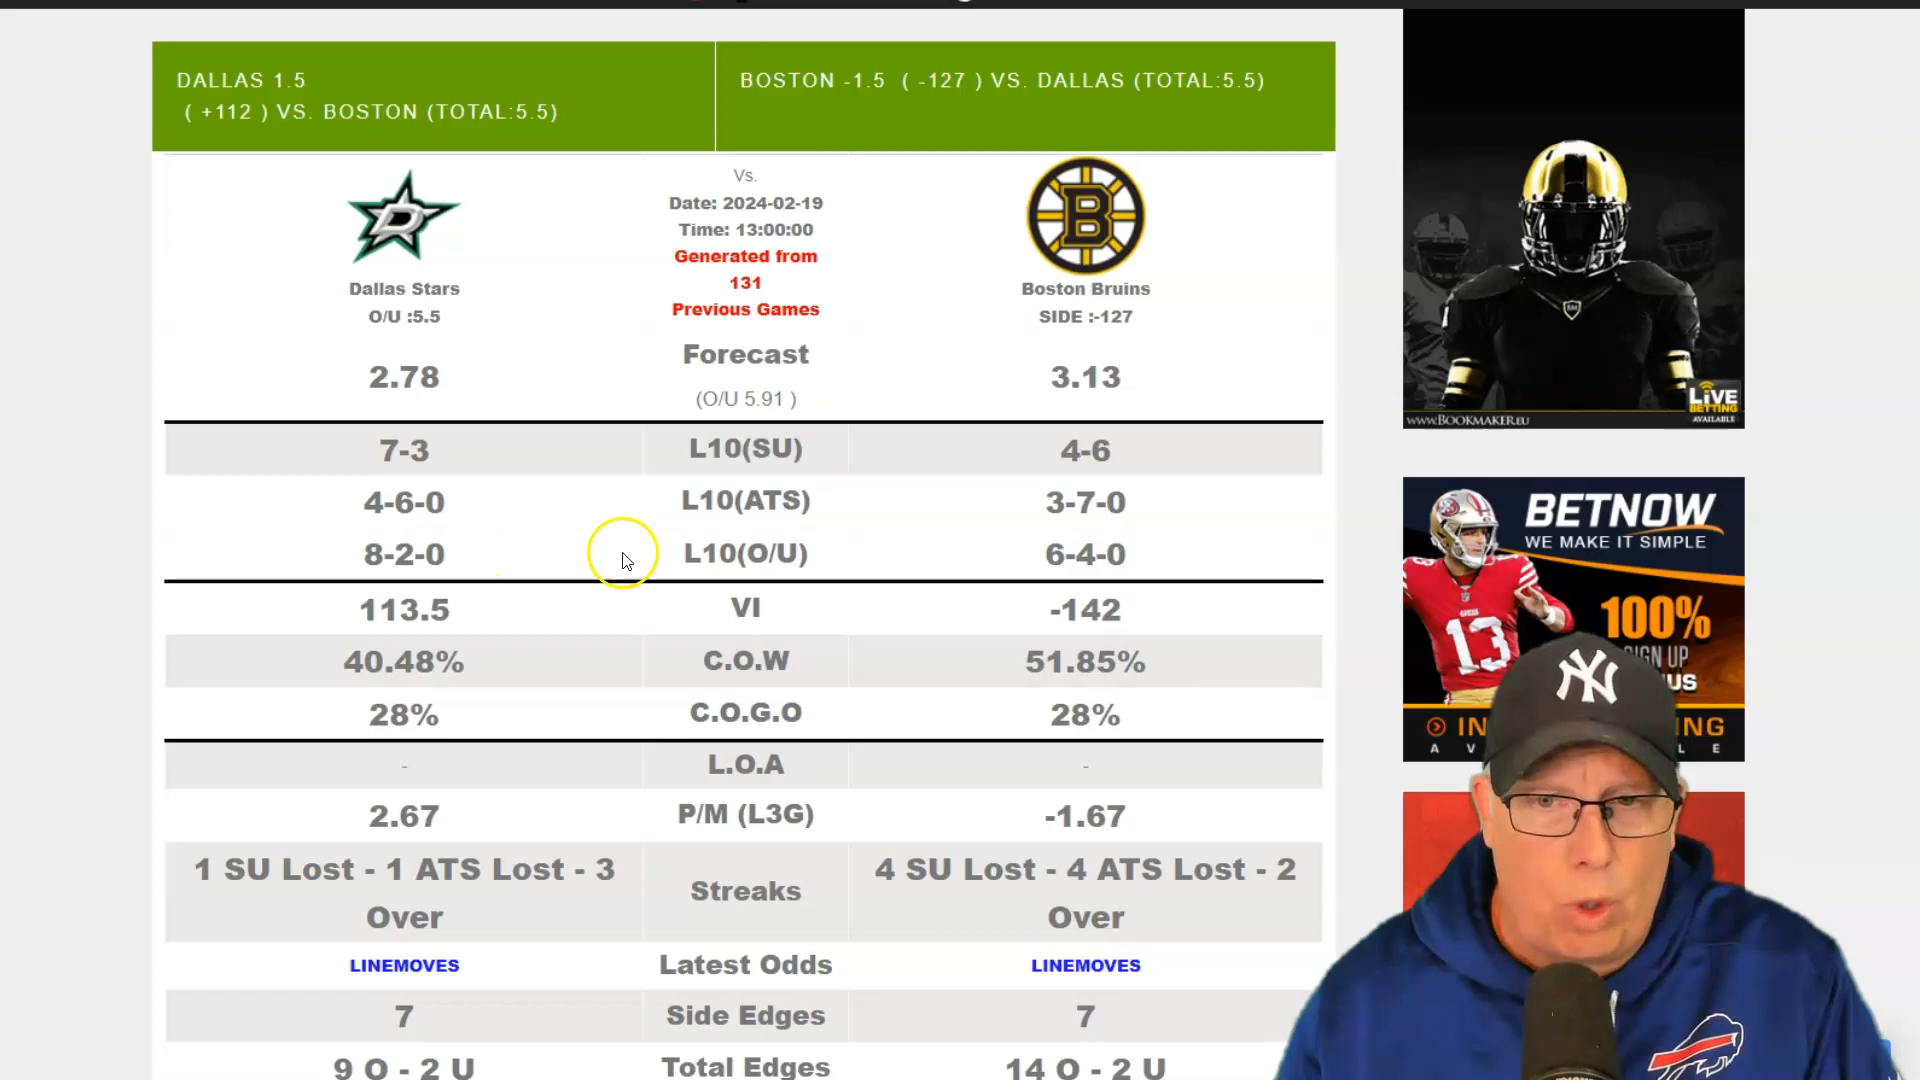 DALLAS 1.5
( +112 ) VS. BOSTON (TOTAL:5.5)
BOSTON -1.5 ( -127 ) VS. DALLAS (TOTAL:5.5)
Vs.
Date: 2024-02-19
Time: 13:00:00
Generated from
131
Previous Games
Dallas Stars
O/U :5.5
B
Boston Bruins
SIDE :-127
2.78
Forecast
(O/U 5.91 )
3.13
7-3 L10(SU) 4-6
4-6-0 L10(ATS) 3-7-0
8-2-0 L10(O/U) 6-4-0
113.5 VI -142
40.48% C.O.W 51.85%
28% C.O.G.O 28%
- L.O.A -
2.67 P/M (L3G) -1.67
1 SU Lost - 1 ATS Lost - 3
Over
Streaks
4 SU Lost - 4 ATS Lost - 2
Over
LINEMOVES Latest Odds LINEMOVES
7 Side Edges 7
9 O - 2 U Total Edges 14 O - 2 U
LIVE
BETTING
AVAILABLE
WWW.BOOKMAKER.EU
BETNOW
WE MAKE IT SIMPLE
13
100%
SIGN UP
US
IN NG
A V L E
NY